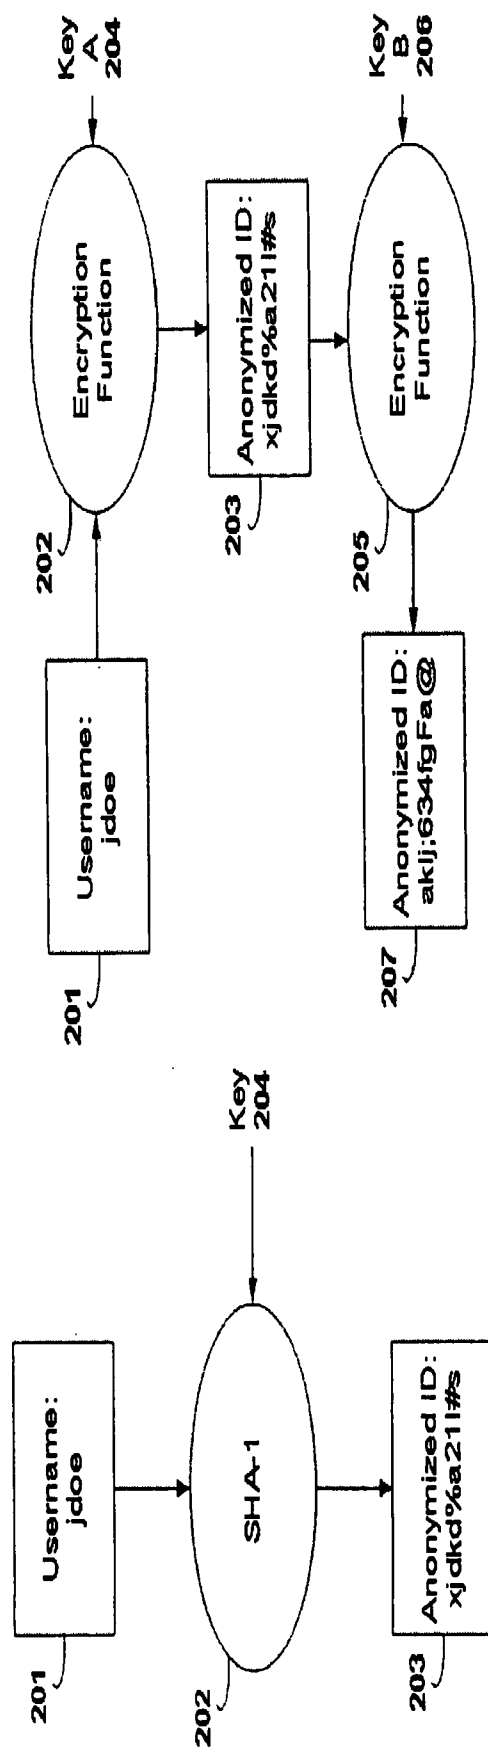 201
Username:
jdoe
202
SHA-1
Key
204
203
Anonymized ID:
xjdkd%a21l#s
201
Username:
jdoe
202
Encryption
Function
Key
A
204
203
Anonymized ID:
xjdkd%a21l#s
205
Encryption
Function
Key
B
206
207
Anonymized ID:
aklj;634fgFa@